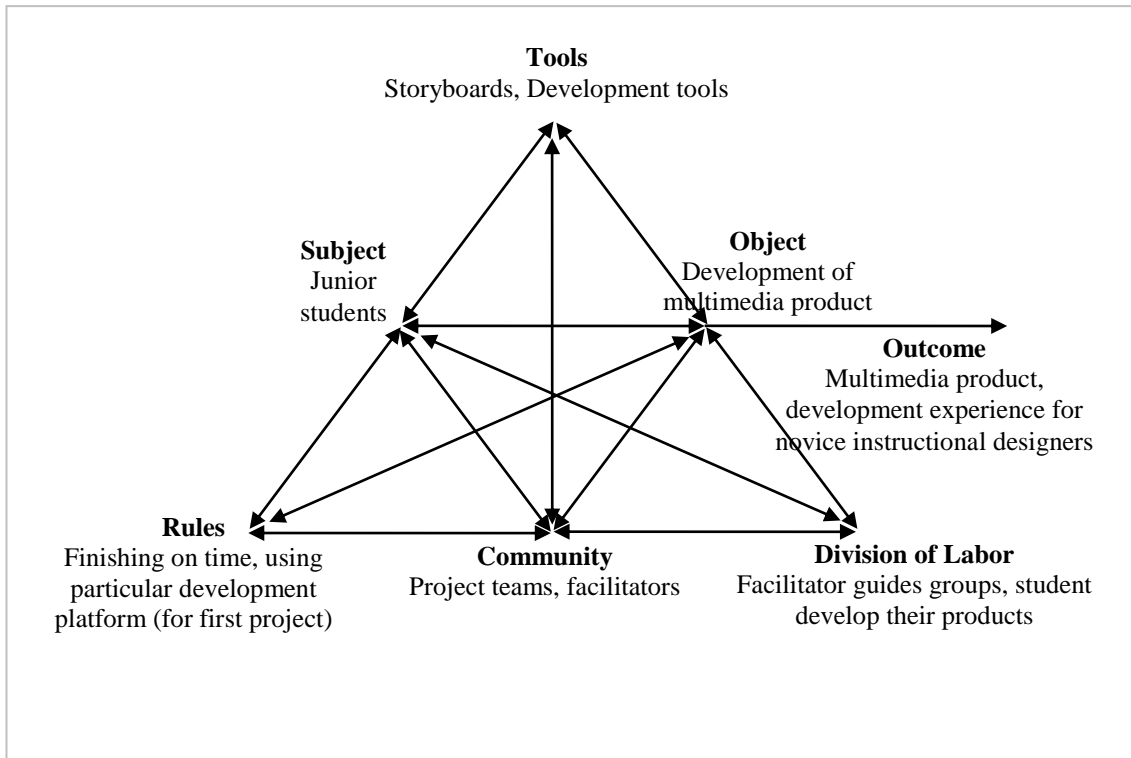 Tools
Storyboards, Development tools
Subject
Junior
students
Object
Development of
multimedia product
Outcome
Multimedia product,
development experience for
novice instructional designers
Rules
Finishing on time, using
particular development
platform (for first project)
Community
Project teams, facilitators
Division of Labor
Facilitator guides groups, student
develop their products